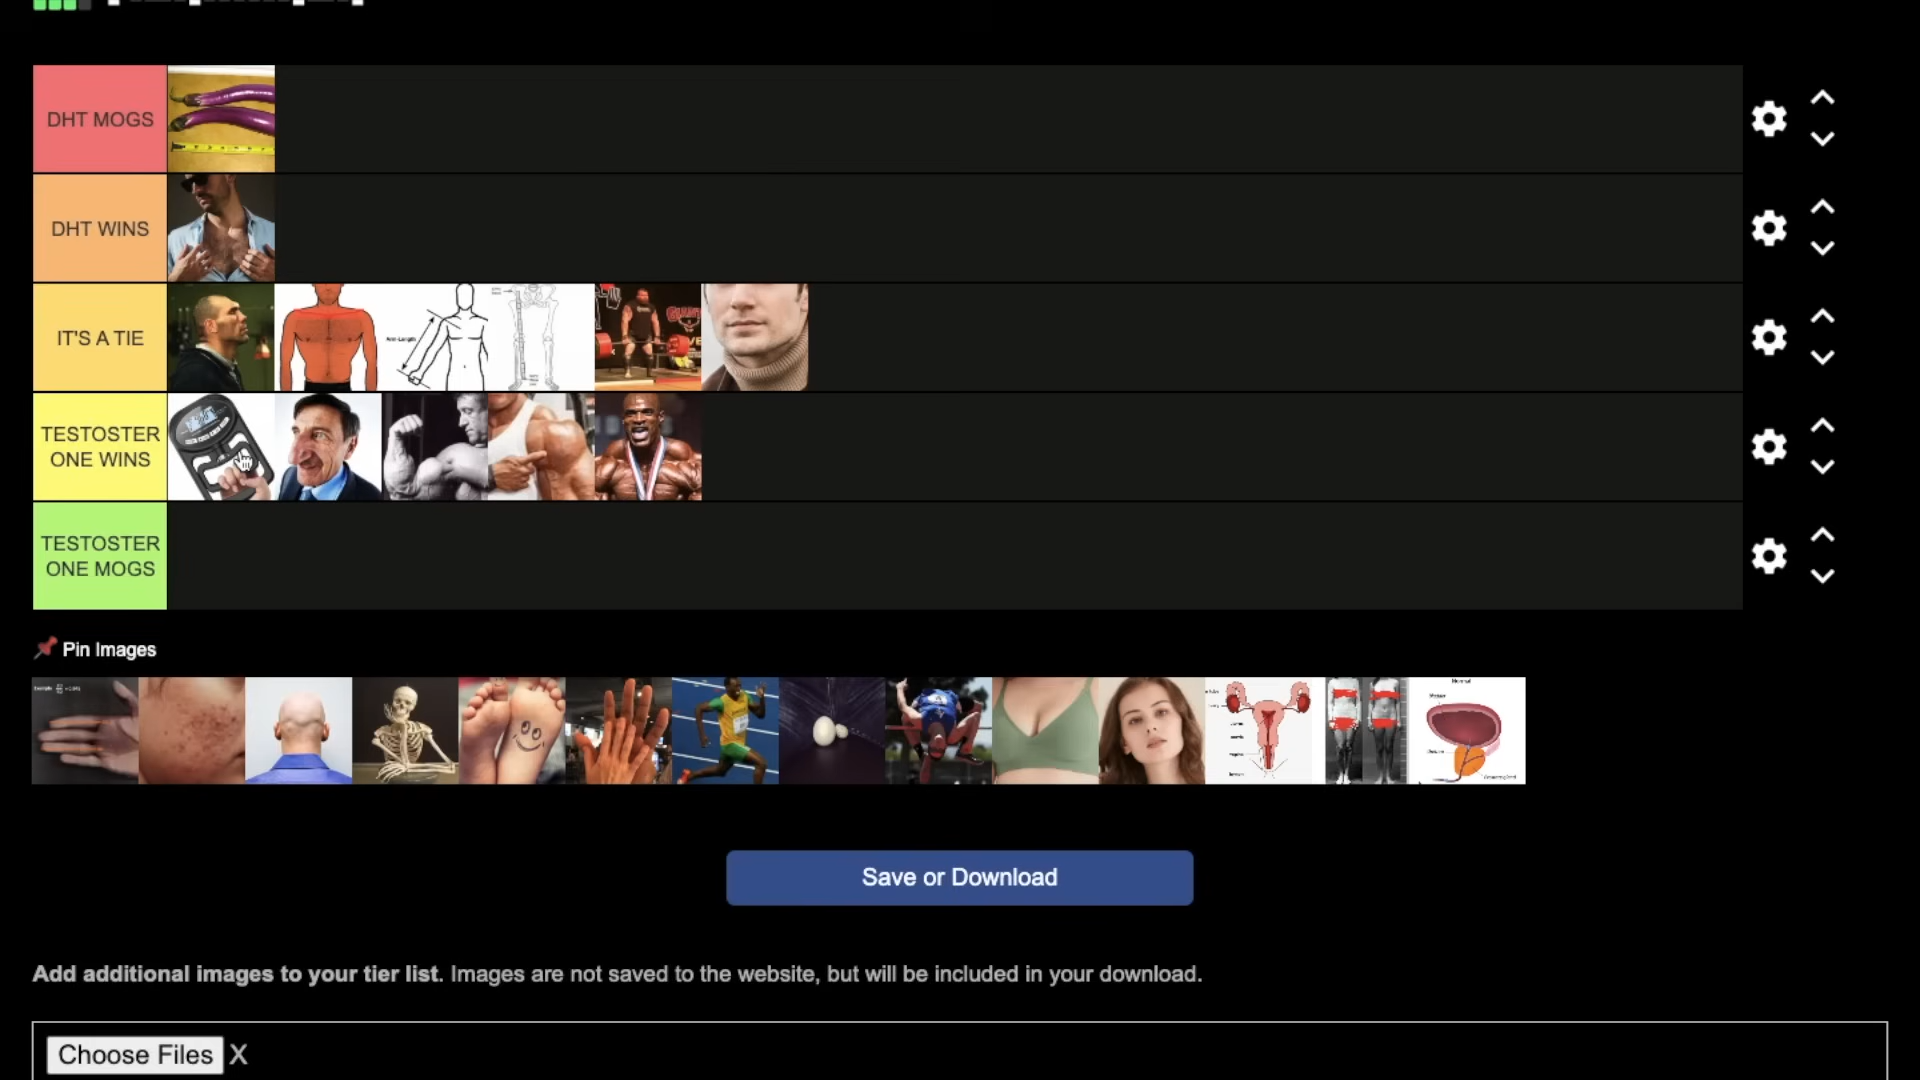 DHT MOGS
DHT WINS
IT'S A TIE
TESTOSTER
ONE WINS
TESTOSTER
ONE MOGS
Pin Images
Normal
Save or Download
Add additional images to your tier list. Images are not saved to the website, but will be included in your download.
Choose Files X